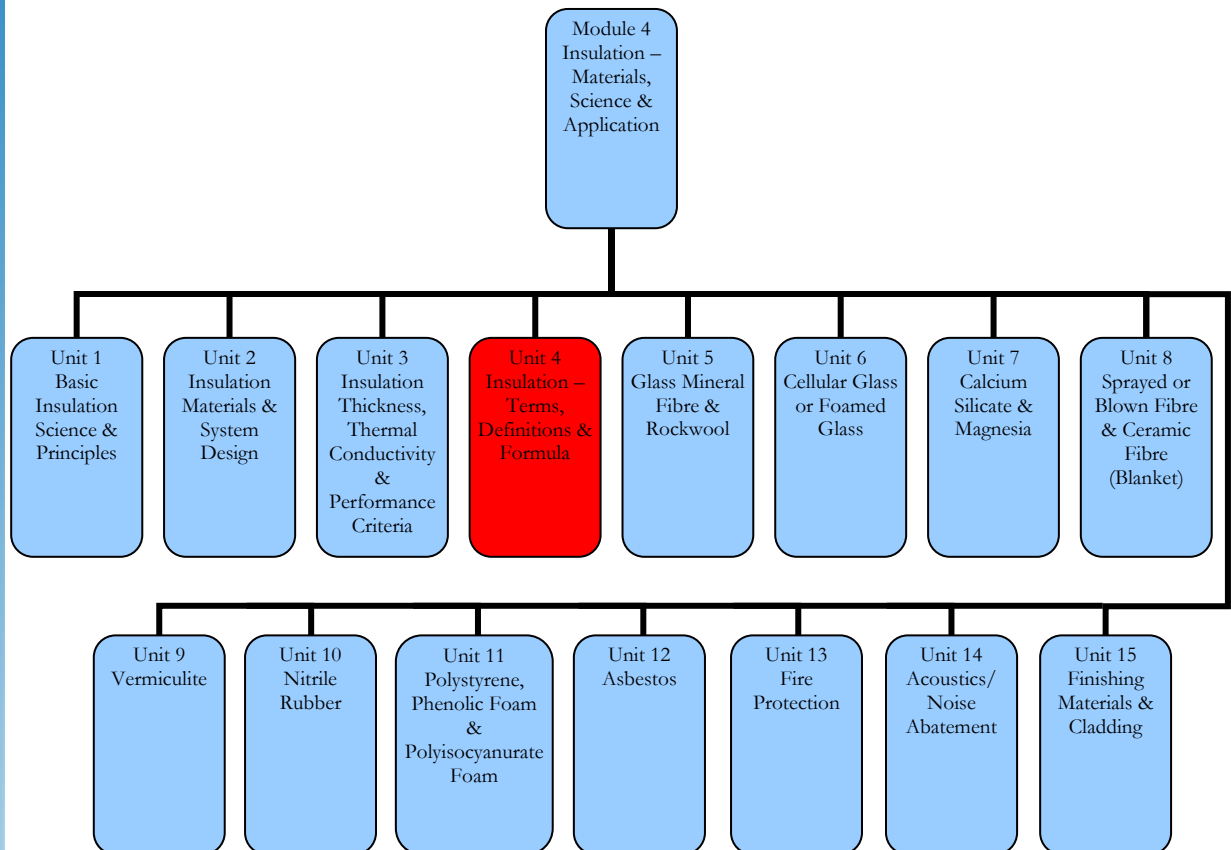 Module 4
Insulation –
Materials,
Science &
Application
Unit 1
Basic
Insulation
Science &
Principles
Unit 2
Insulation
Materials &
System
Design
Unit 3
Insulation
Thickness,
Thermal
Conductivity
&
Performance
Criteria
Unit 4
Insulation –
Terms,
Definitions &
Formula
Unit 5
Glass Mineral
Fibre &
Rockwool
Unit 6
Cellular Glass
or Foamed
Glass
Unit 7
Calcium
Silicate &
Magnesia
Unit 8
Sprayed or
Blown Fibre
& Ceramic
Fibre
(Blanket)
Unit 9
Vermiculite
Unit 10
Nitrile
Rubber
Unit 11
Polystyrene,
Phenolic Foam
&
Polyisocyanurate
Foam
Unit 12
Asbestos
Unit 13
Fire
Protection
Unit 14
Acoustics/
Noise
Abatement
Unit 15
Finishing
Materials &
Cladding